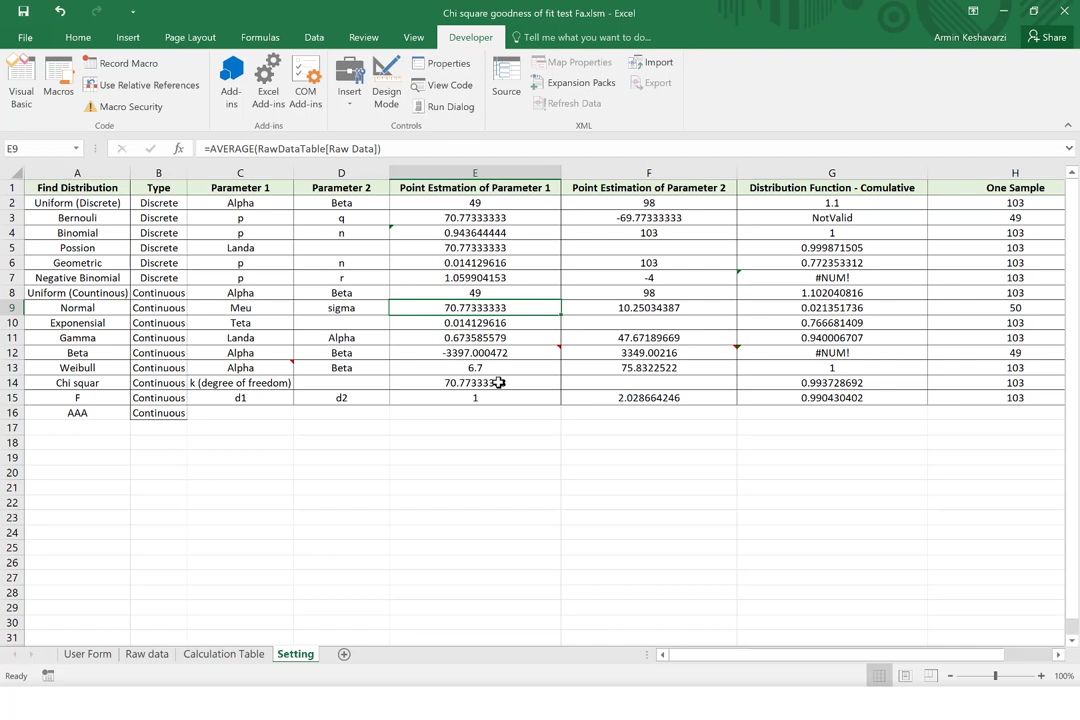 Chi square goodness of fit test Fa.xlsm - Excel
File Home Insert Page Layout Formulas Data Review View Developer Tell me what you want to do... Armin Keshavarzi Share
Visual Basic Macros Record Macro Add-ins Excel Add-ins COM Add-ins Insert Design Mode Properties Source Map Properties Import
Use Relative References View Code Expansion Packs Export
Macro Security Run Dialog Refresh Data
Code Add-ins Controls XML
E9 fx =AVERAGE(RawDataTable[Raw Data])
A B C D E F G H
1 Find Distribution Type Parameter 1 Parameter 2 Point Estmation of Parameter 1 Point Estimation of Parameter 2 Distribution Function - Comulative One Sample
2 Uniform (Discrete) Discrete Alpha Beta 49 98 1.1 103
3 Bernouli Discrete p q 70.77333333 -69.77333333 NotValid 49
4 Binomial Discrete p n 0.943644444 103 1 103
5 Possion Discrete Landa 70.77333333 0.999871505 103
6 Geometric Discrete p n 0.014129616 103 0.772353312 103
7 Negative Binomial Discrete p r 1.059904153 -4 #NUM! 103
8 Uniform (Countinous) Continuous Alpha Beta 49 98 1.102040816 103
9 Normal Continuous Meu sigma 70.77333333 10.25034387 0.021351736 50
10 Exponensial Continuous Teta 0.014129616 0.766681409 103
11 Gamma Continuous Landa Alpha 0.673585579 47.67189669 0.940006707 103
12 Beta Continuous Alpha Beta -3397.000472 3349.00216 #NUM! 49
13 Weibull Continuous Alpha Beta 6.7 75.8322522 1 103
14 Chi squar Continuous k (degree of freedom) 70.77333333 0.993728692 103
15 F Continuous d1 d2 1 2.028664246 0.990430402 103
16 AAA Continuous
17
18
19
20
21
22
23
24
25
26
27
28
29
30
31
User Form Raw data Calculation Table Setting
Ready 100%